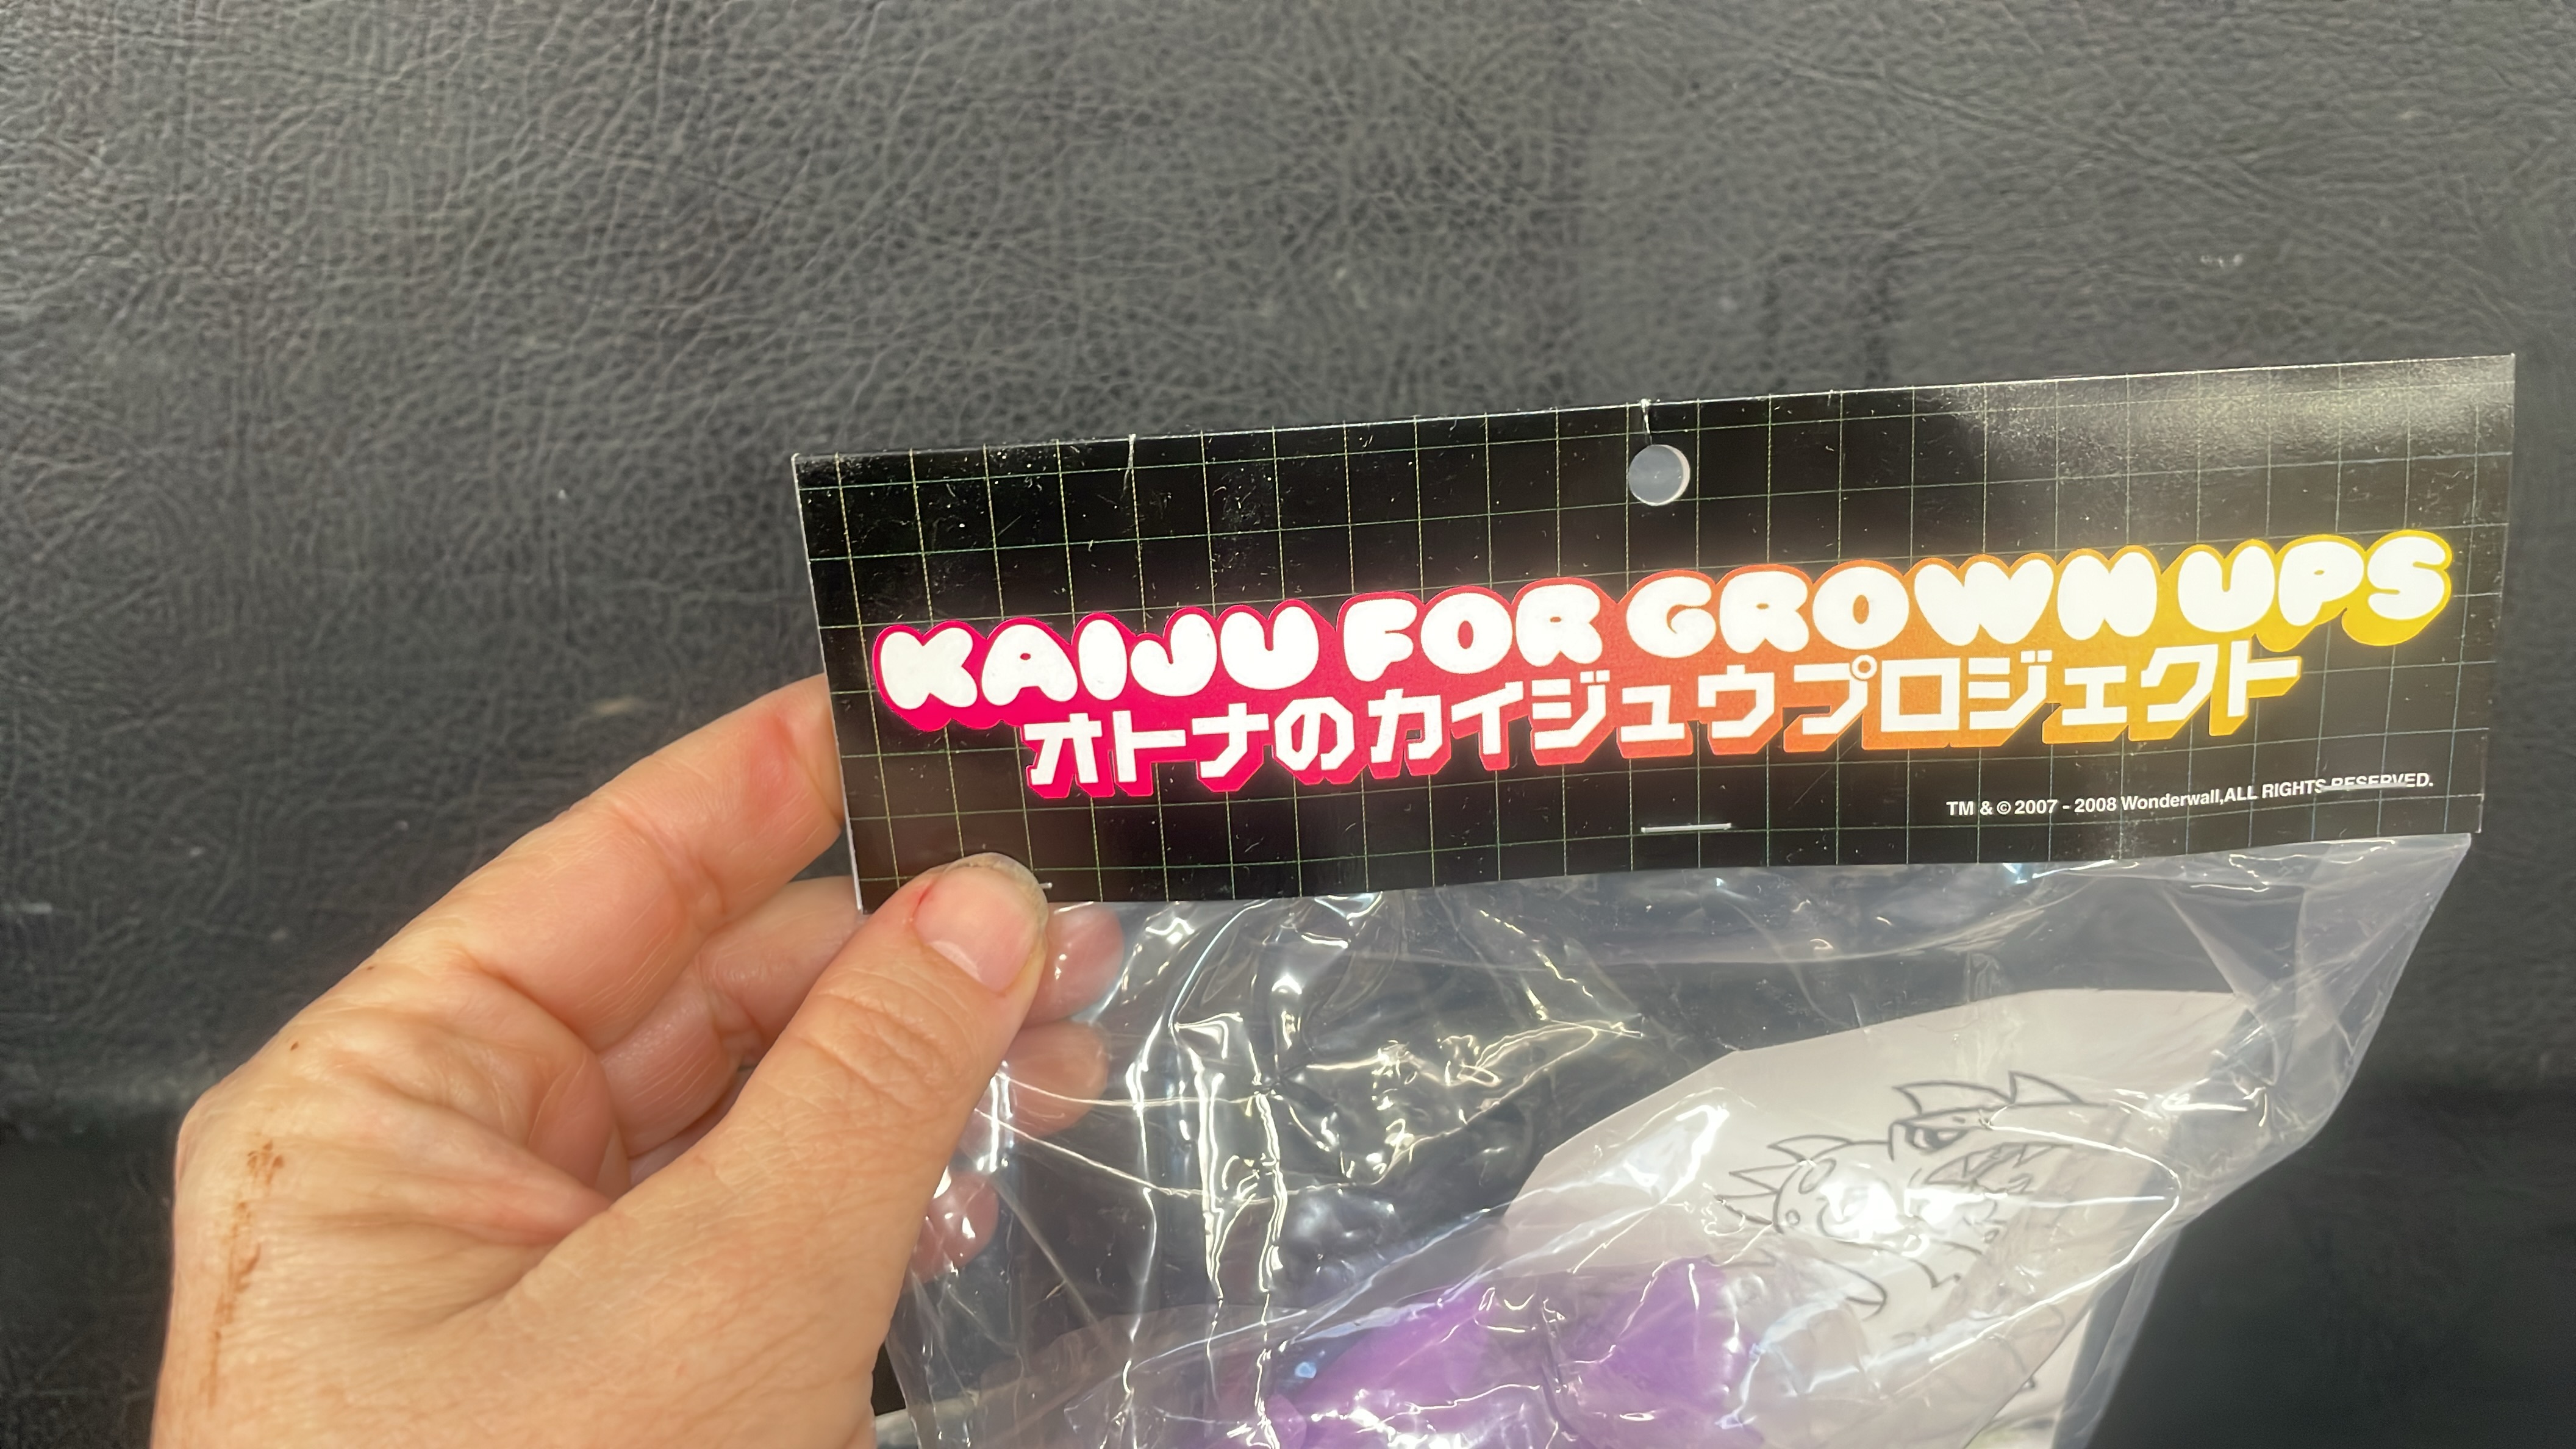 KAIJU FOR GROWN UPS
オトナのカイジュウプロジェクト
TM & © 2007 - 2008 Wonderwall,ALL RIGHTS RESERVED.